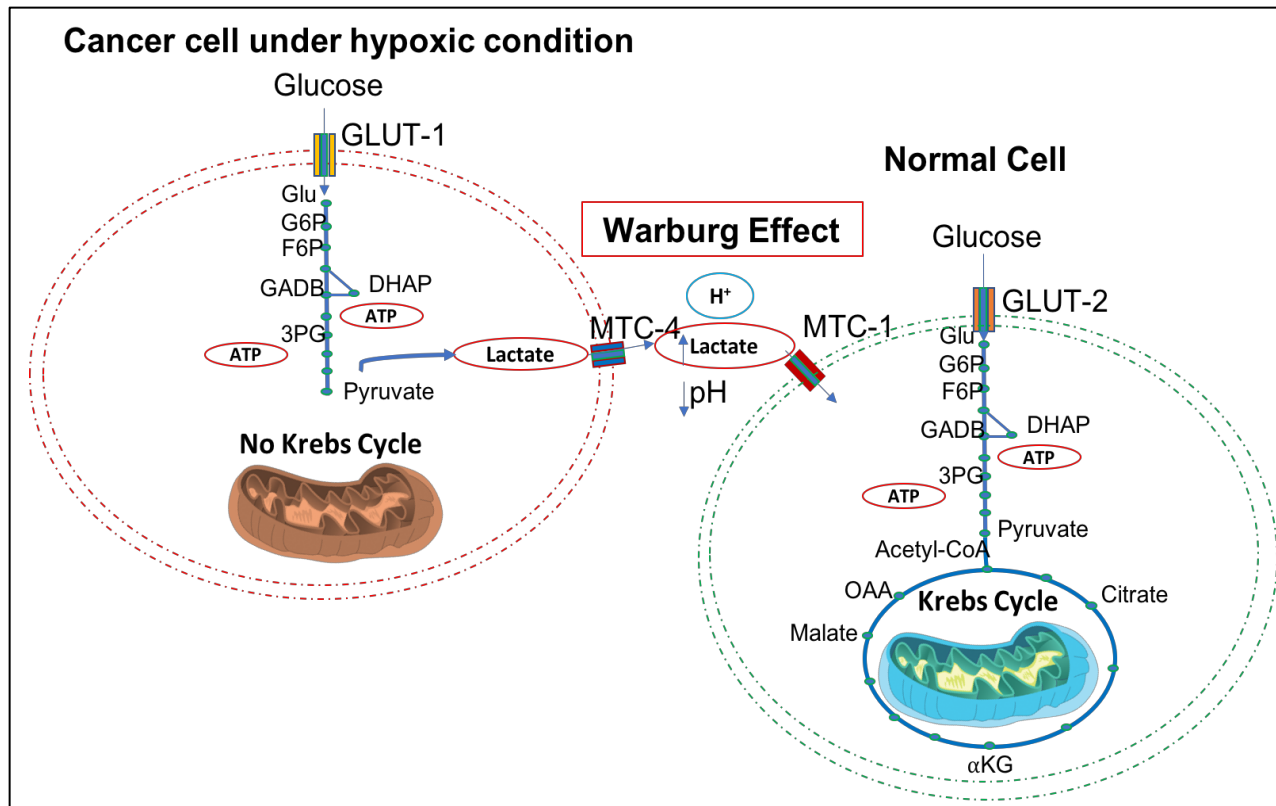 Cancer cell under hypoxic condition
Glucose
GLUT-1
Glu
G6P
F6P
GADB
DHAP
ATP
3PG
ATP
Pyruvate
Lactate
MTC-4
No Krebs Cycle
Warburg Effect
H+
Lactate
pH
MTC-1
Normal Cell
Glucose
GLUT-2
Glu
G6P
F6P
GADB
DHAP
ATP
3PG
ATP
Pyruvate
Acetyl-CoA
OAA
Krebs Cycle
Citrate
Malate
αKG